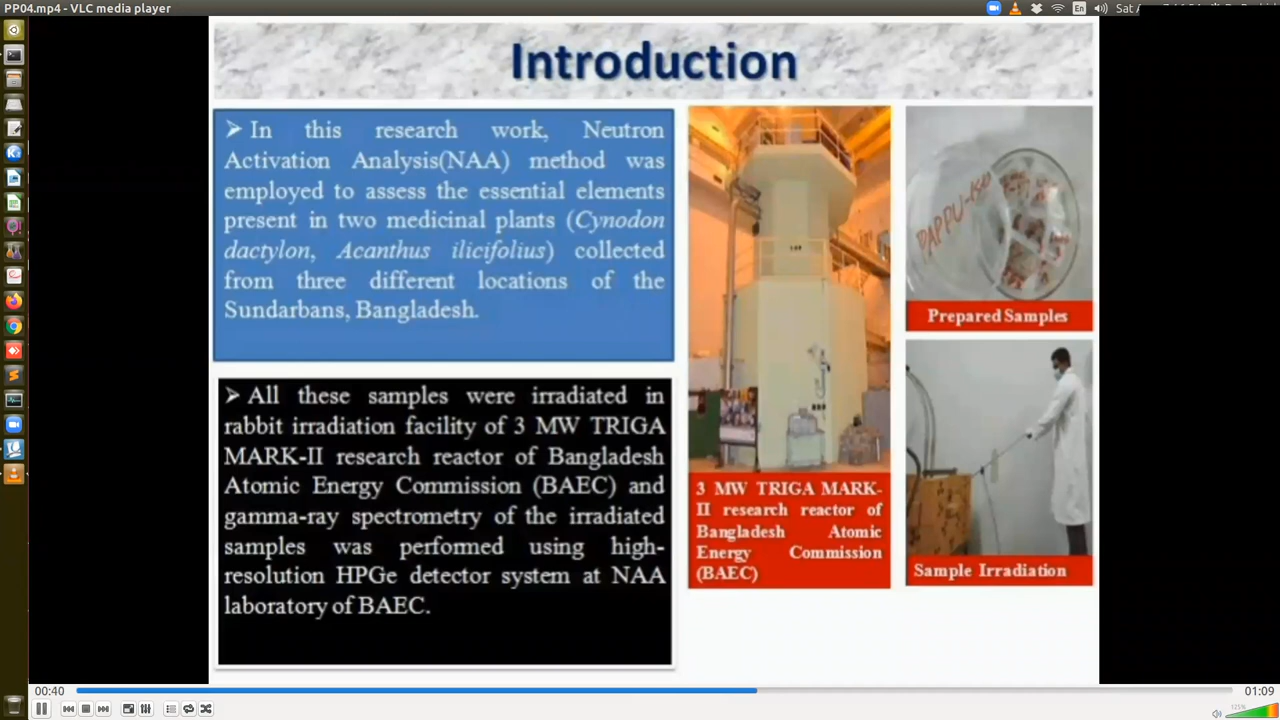 PP04.mp4 - VLC media player
En
Sat
Introduction
➢ In this research work, Neutron
Activation Analysis(NAA) method was
employed to assess the essential elements
present in two medicinal plants (Cynodon
dactylon, Acanthus ilicifolius) collected
from three different locations of the
Sundarbans, Bangladesh.
➢ All these samples were irradiated in
rabbit irradiation facility of 3 MW TRIGA
MARK-II research reactor of Bangladesh
Atomic Energy Commission (BAEC) and
gamma-ray spectrometry of the irradiated
samples was performed using high-
resolution HPGe detector system at NAA
laboratory of BAEC.
3 MW TRIGA MARK-
II research reactor of
Bangladesh Atomic
Energy Commission
(BAEC)
Prepared Samples
Sample Irradiation
00:40
01:09
125%